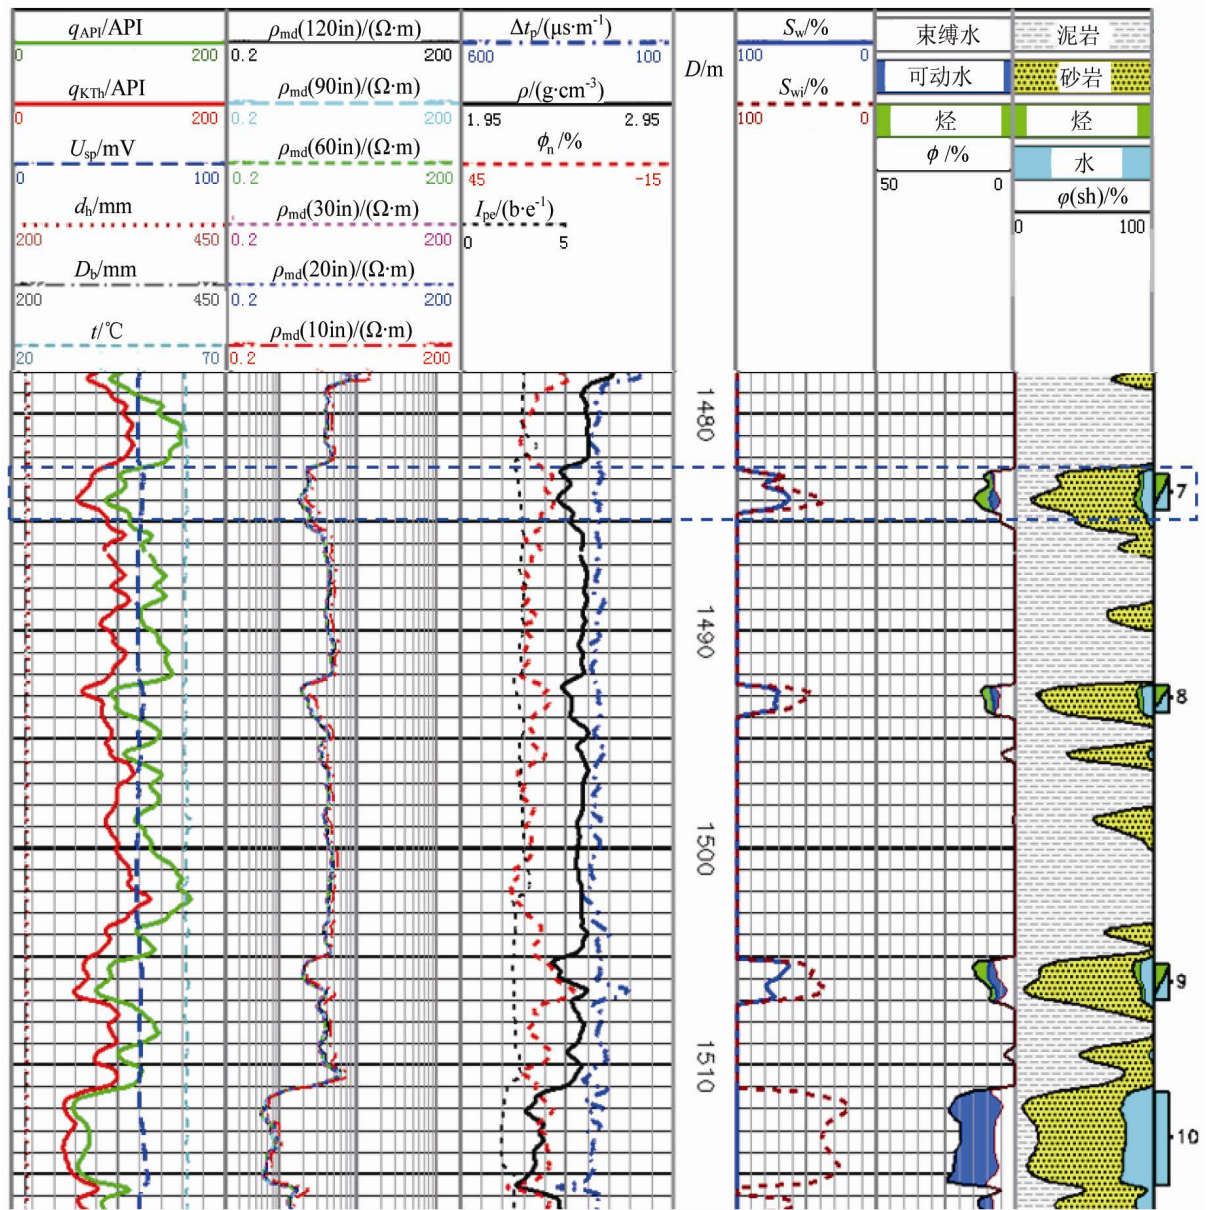 q_API/API
0 200
q_KTh/API
0 200
U_sp/mV
0 100
d_h/mm
200 450
D_b/mm
200 450
t/℃
20 70
ρ_md(120in)/(Ω·m)
0.2 200
ρ_md(90in)/(Ω·m)
0.2 200
ρ_md(60in)/(Ω·m)
0.2 200
ρ_md(30in)/(Ω·m)
0.2 200
ρ_md(20in)/(Ω·m)
0.2 200
ρ_md(10in)/(Ω·m)
0.2 200
Δt_p/(μs·m⁻¹)
600 100
ρ/(g·cm⁻³)
1.95 2.95
ϕ_n/%
45 -15
I_pe/(b·e⁻¹)
0 5
D/m
S_w/%
100 0
S_wi/%
100 0
束缚水
可动水
烃
ϕ/%
50 0
泥岩
砂岩
烃
水
φ(sh)/%
0 100
1480
1490
1500
1510
7
8
9
10